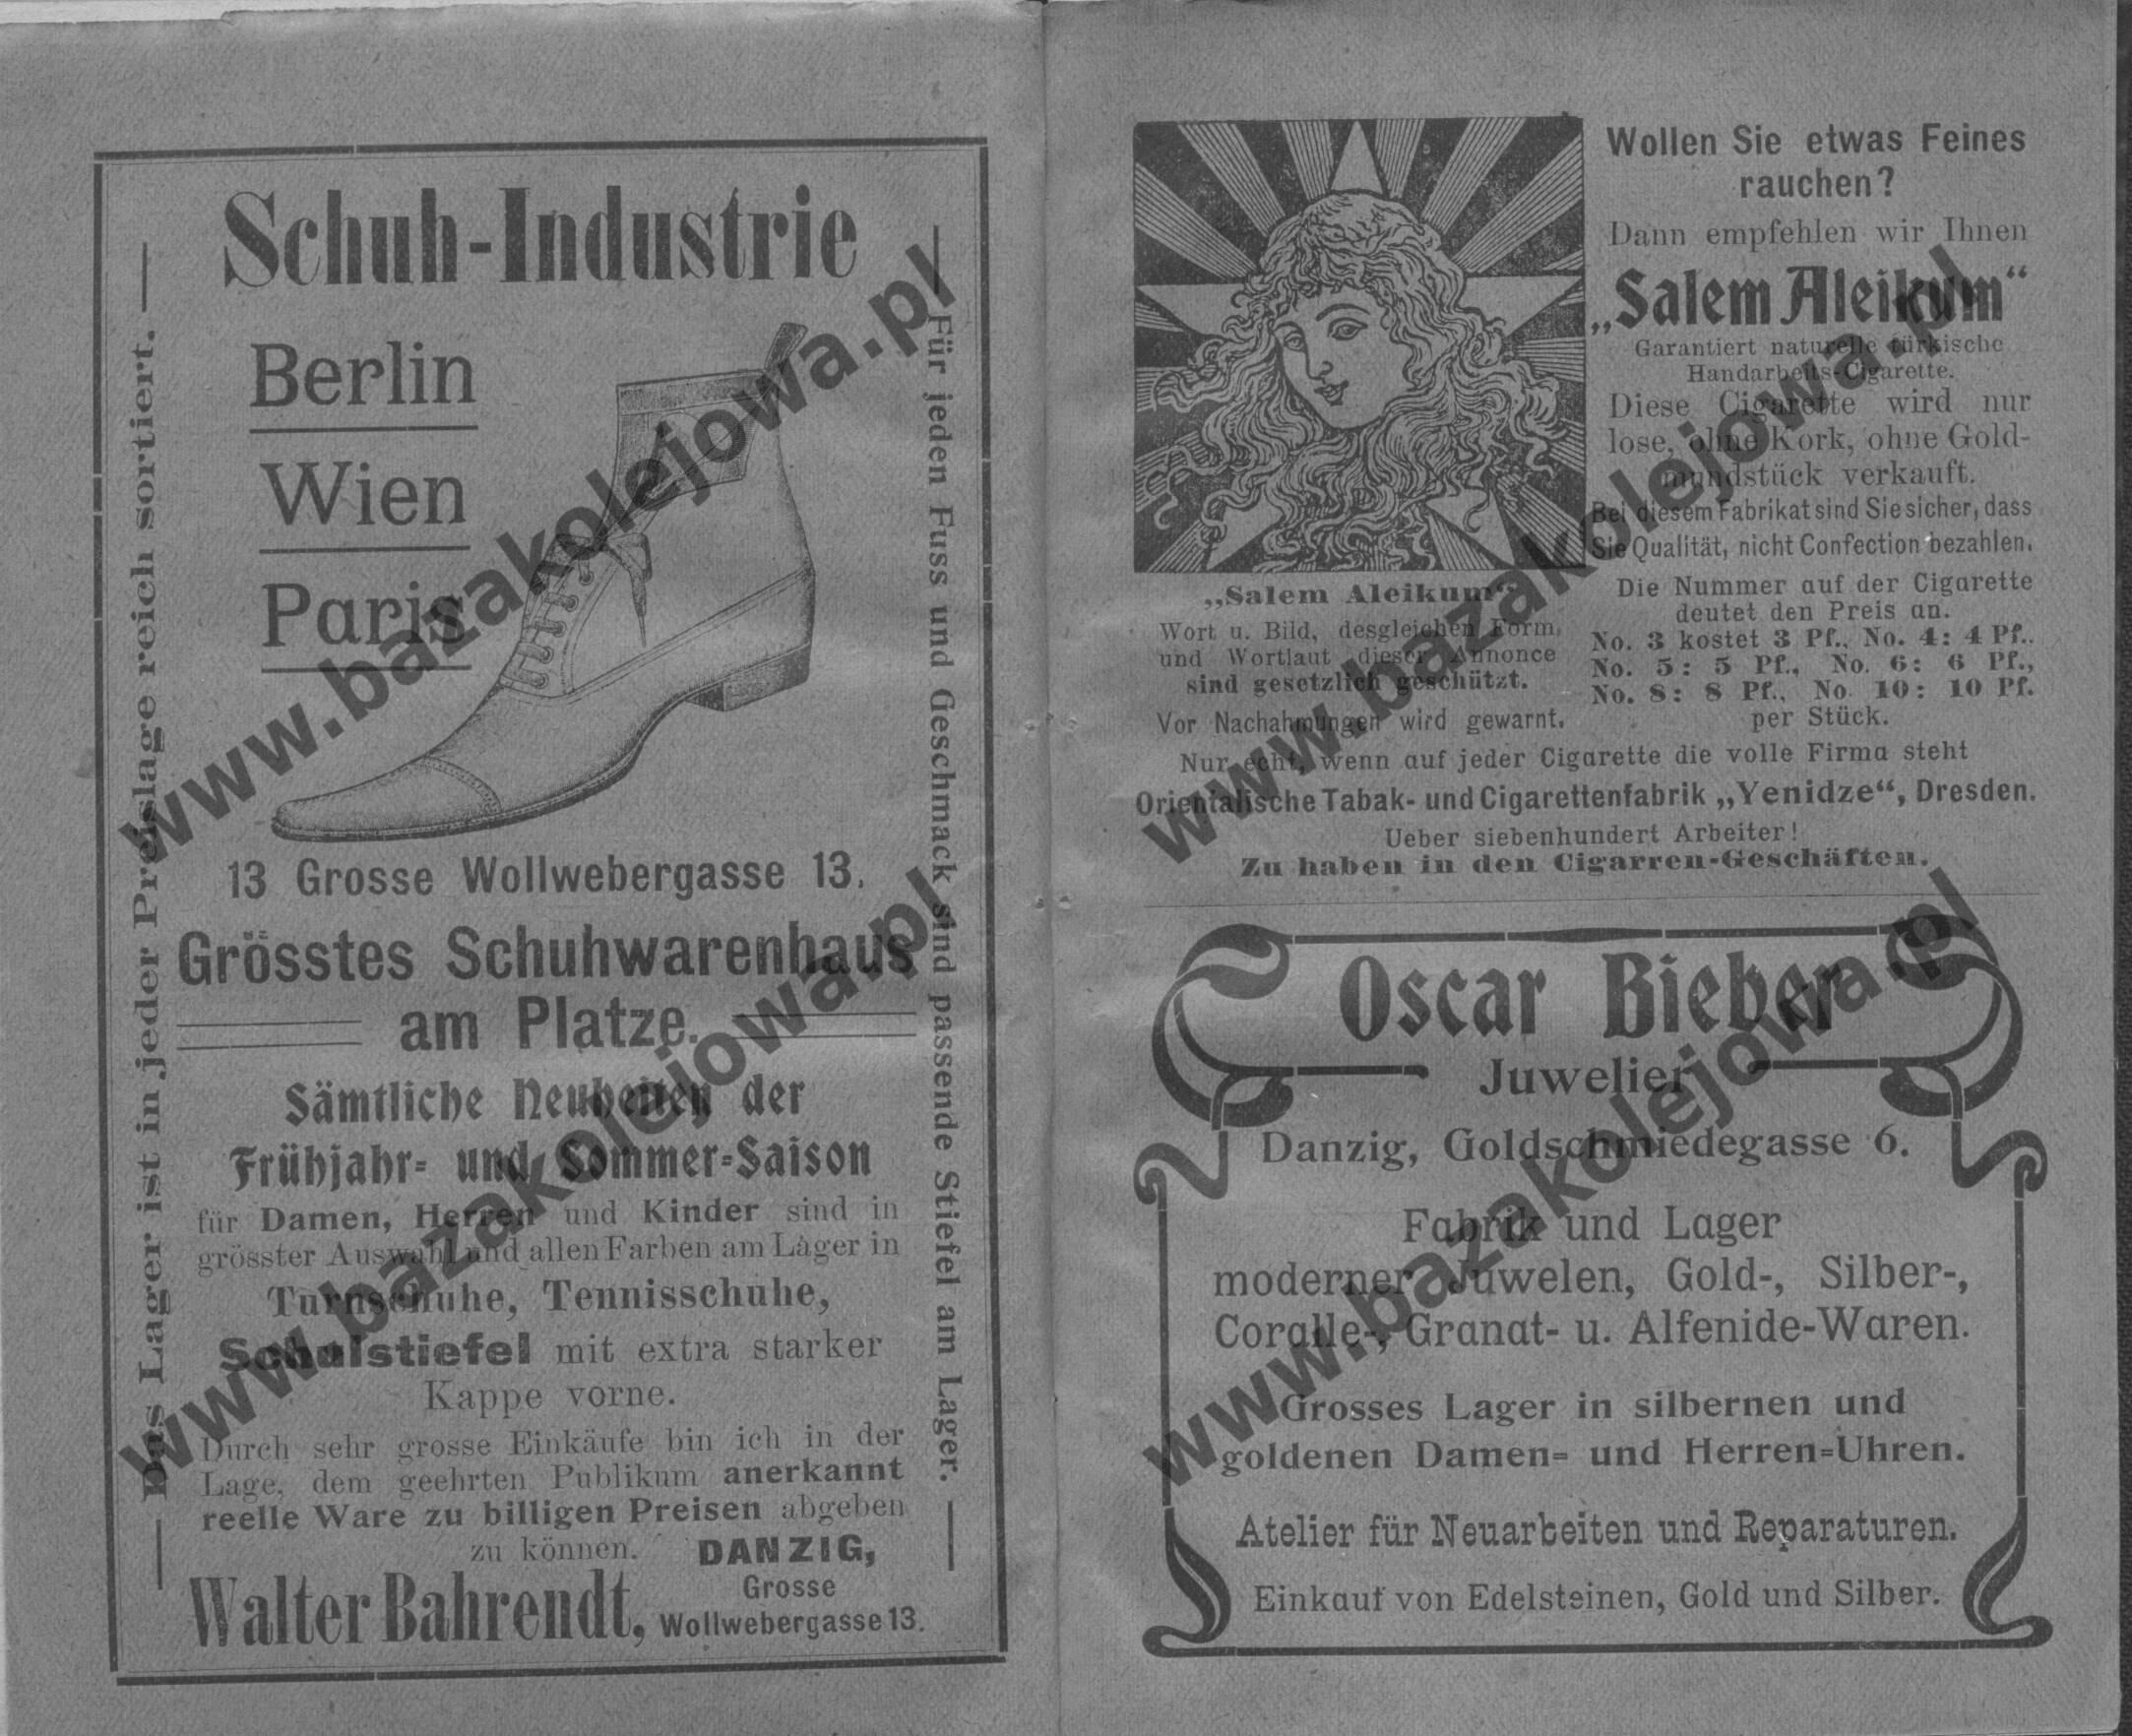 Schuh-Industrie
Berlin
Wien
Paris
13 Grosse Wollwebergasse 13.
Grösstes Schuhwarenhaus
am Platze.
Sämtliche Neuheiten der
Frühjahr- und Sommer-Saison
für Damen, Herren und Kinder sind in
grösster Auswahl und allen Farben am Lager in
Turnschuhe, Tennisschuhe,
Schulstiefel mit extra starker
Kappe vorne.
Durch sehr grosse Einkäufe bin ich in der
Lage, dem geehrten Publikum anerkannt
reelle Ware zu billigen Preisen abgeben
zu können. DANZIG,
Walter Bahrendt, Grosse
Wollwebergasse 13.
Das Lager ist in jeder Preislage reich sortiert.
Für jeden Fuss und Geschmack sind passende Stiefel am Lager.
Wollen Sie etwas Feines
rauchen?
Dann empfehlen wir Ihnen
„Salem Aleikum“
Garantiert naturelle türkische
Handarbeits-Cigarette.
Diese Cigarette wird nur
lose, ohne Kork, ohne Gold-
mundstück verkauft.
Bei diesem Fabrikat sind Sie sicher, dass
Sie Qualität, nicht Confection bezahlen.
Die Nummer auf der Cigarette
deutet den Preis an.
No. 3 kostet 3 Pf., No. 4: 4 Pf.,
No. 5: 5 Pf., No. 6: 6 Pf.,
No. 8: 8 Pf., No. 10: 10 Pf.
per Stück.
„Salem Aleikum“
Wort u. Bild, desgleichen Form
und Wortlaut dieser Annonce
sind gesetzlich geschützt.
Vor Nachahmungen wird gewarnt.
Nur echt, wenn auf jeder Cigarette die volle Firma steht
Orientalische Tabak- und Cigarettenfabrik „Yenidze“, Dresden.
Ueber siebenhundert Arbeiter!
Zu haben in den Cigarren-Geschäften.
Oscar Bieber
Juwelier
Danzig, Goldschmiedegasse 6.
Fabrik und Lager
moderner Juwelen, Gold-, Silber-,
Coralle-, Granat- u. Alfenide-Waren.
Grosses Lager in silbernen und
goldenen Damen- und Herren-Uhren.
Atelier für Neuarbeiten und Reparaturen.
Einkauf von Edelsteinen, Gold und Silber.
www.bazakolejowa.pl
www.bazakolejowa.pl
www.bazakolejowa.pl
www.bazakolejowa.pl